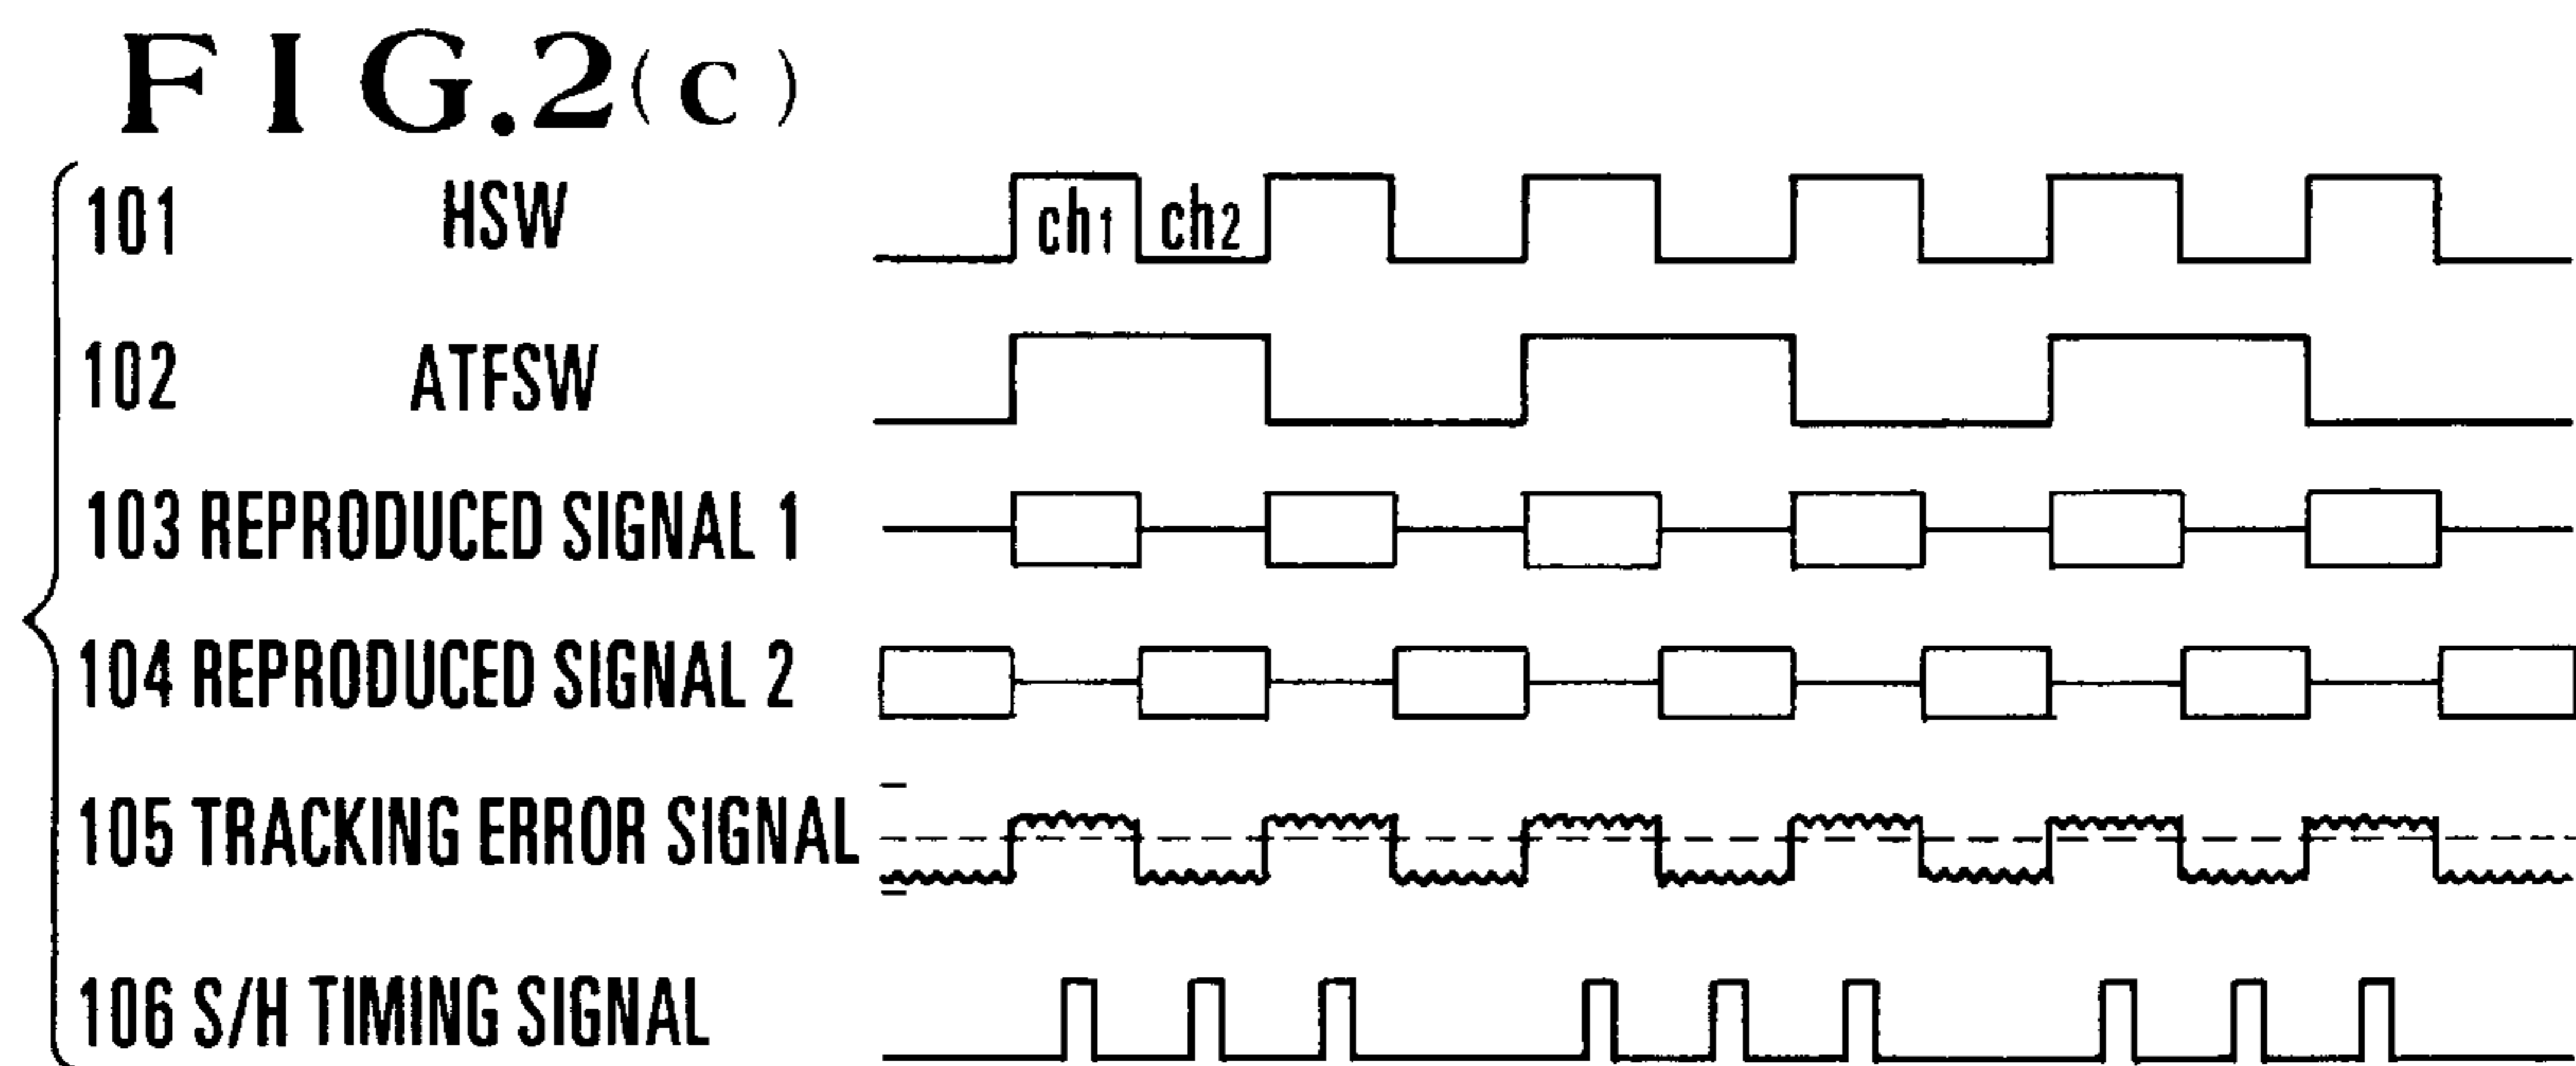 FIG.2(c)
101 HSW
ch1 ch2
102 ATFSW
103 REPRODUCED SIGNAL 1
104 REPRODUCED SIGNAL 2
105 TRACKING ERROR SIGNAL
106 S/H TIMING SIGNAL